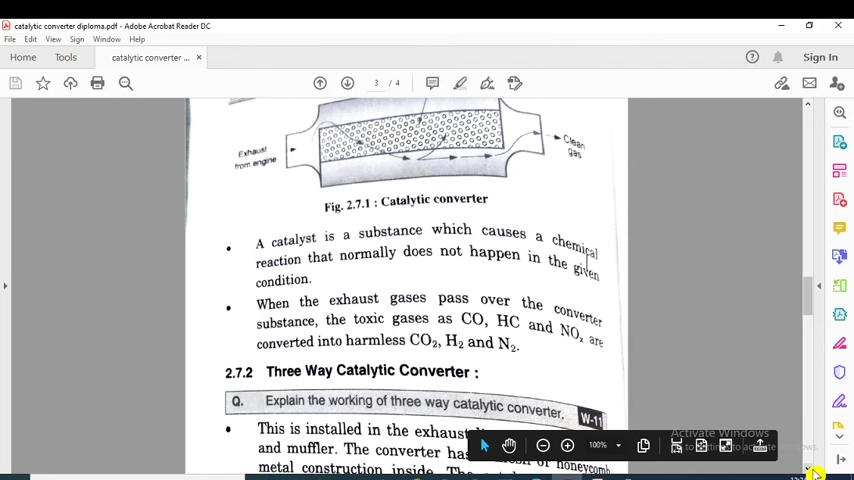 catalytic converter diploma.pdf - Adobe Acrobat Reader DC
File Edit View Sign Window Help
Home Tools catalytic converter ... × Sign In
3 / 4
Exhaust
from engine
Clean
gas
Fig. 2.7.1 : Catalytic converter
• A catalyst is a substance which causes a chemical
reaction that normally does not happen in the given
condition.
• When the exhaust gases pass over the converter
substance, the toxic gases as CO, HC and NOx are
converted into harmless CO2, H2 and N2.
2.7.2 Three Way Catalytic Converter :
Q. Explain the working of three way catalytic converter. W-11
• This is installed in the exhaust
and muffler. The converter has mesh of honeycomb
metal construction inside. The
100%
Activate Windows